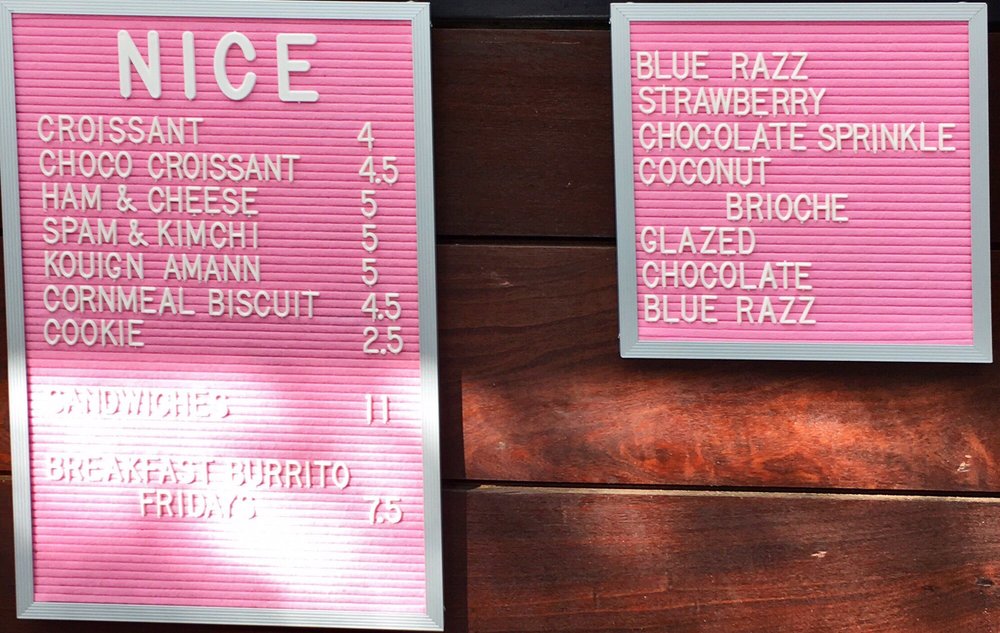 NICE
CROISSANT 4
CHOCO CROISSANT 4.5
HAM & CHEESE 5
SPAM & KIMCHI 5
KOUIGN AMANN 5
CORNMEAL BISCUIT 4.5
COOKIE 2.5
SANDWICHES 11
BREAKFAST BURRITO
FRIDAY'S 7.5
BLUE RAZZ
STRAWBERRY
CHOCOLATE SPRINKLE
COCONUT
BRIOCHE
GLAZED
CHOCOLATE
BLUE RAZZ